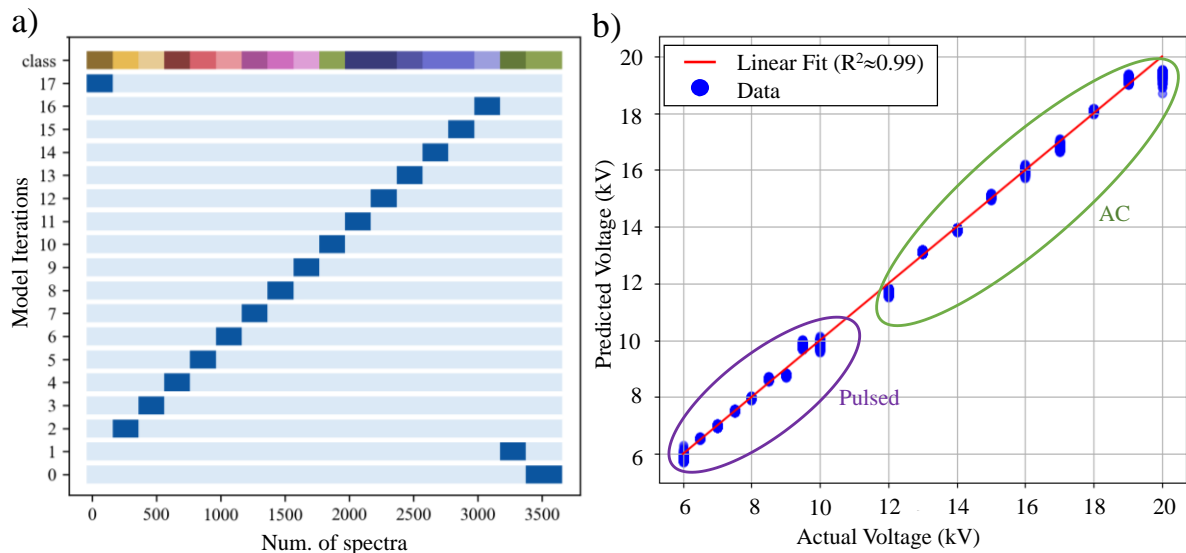 a)
class
17
16
15
14
13
12
11
10
9
8
7
6
5
4
3
2
1
0
Model Iterations
0 500 1000 1500 2000 2500 3000 3500
Num. of spectra
b)
Linear Fit (R²≈0.99)
Data
20
18
16
14
12
10
8
6
Predicted Voltage (kV)
AC
Pulsed
6 8 10 12 14 16 18 20
Actual Voltage (kV)